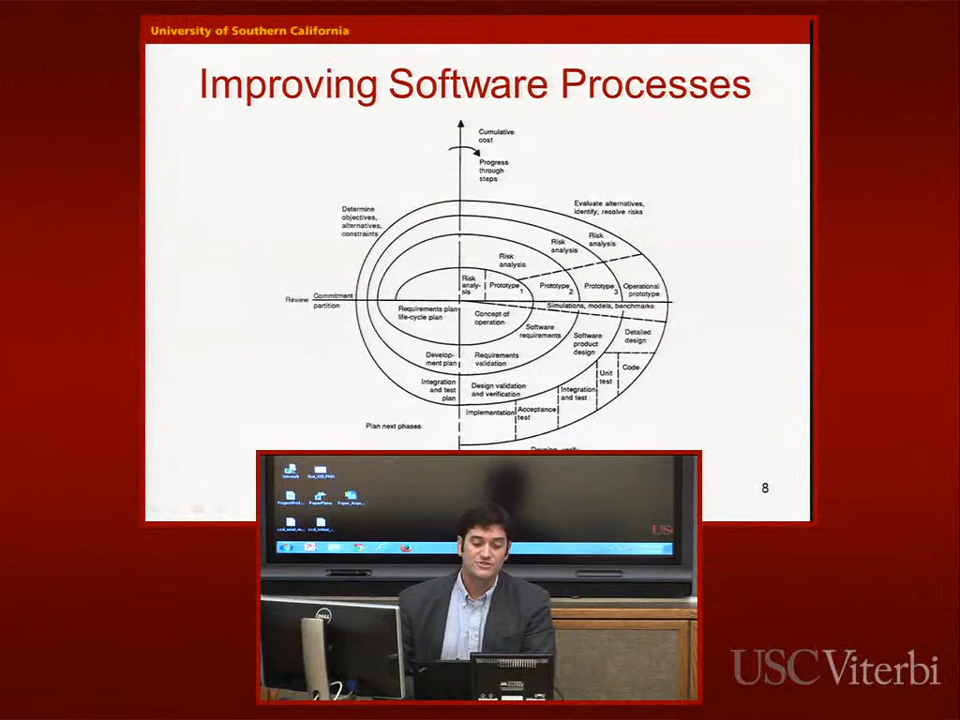 University of Southern California
Improving Software Processes
Cumulative
cost
Progress
through
steps
Determine
objectives,
alternatives,
constraints
Evaluate alternatives,
identify, resolve risks
Risk
analysis
Risk
analysis
Risk
analysis
Risk
analy-
sis
Prototype 1
Prototype 2
Prototype 3
Operational
prototype
Review
Commitment
partition
Simulations, models, benchmarks
Requirements plan
life-cycle plan
Concept of
operation
Software
requirements
Software
product
design
Detailed
design
Develop-
ment plan
Requirements
validation
Unit
test
Code
Integration
and test
plan
Design validation
and verification
Integration
and test
Implementation
Acceptance
test
Plan next phases
8
US
DELL
USC Viterbi